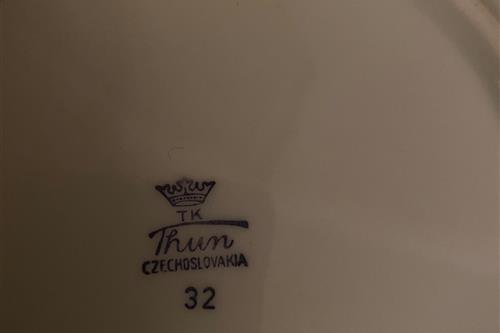 TK
Thun
CZECHOSLOVAKIA
32